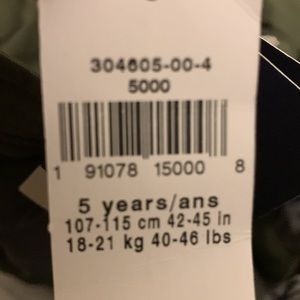 304605-00-4
5000
1 91078 15000 8
5 years/ans
107-115 cm 42-45 in
18-21 kg 40-46 lbs